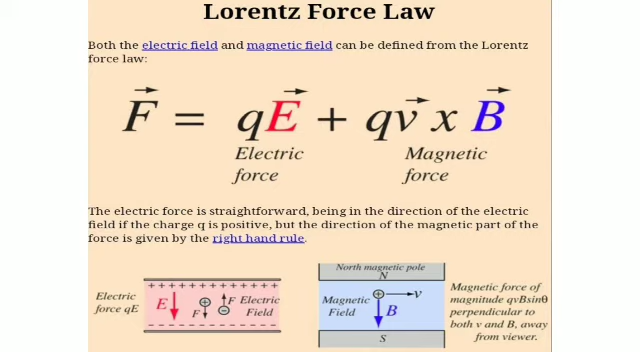 Lorentz Force Law
Both the electric field and magnetic field can be defined from the Lorentz
force law:
F = qE + qv x B
Electric
force
Magnetic
force
The electric force is straightforward, being in the direction of the electric
field if the charge q is positive, but the direction of the magnetic part of the
force is given by the right hand rule.
Electric
force qE
+ + + + + + + + + + + + +
E
+
F
F
−
Electric
Field
− − − − − − − − − − − − −
North magnetic pole
N
Magnetic
Field
+
v
B
S
Magnetic force of
magnitude qvBsinθ
perpendicular to
both v and B, away
from viewer.